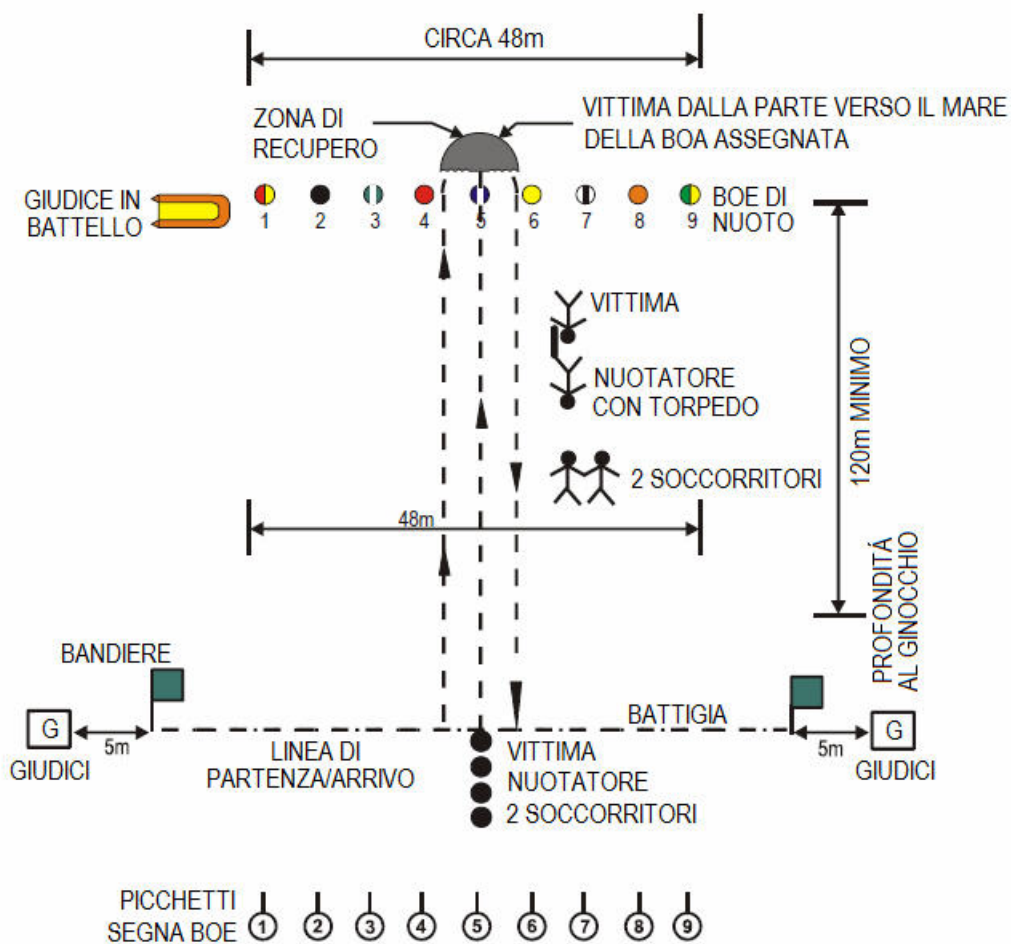 CIRCA 48m
ZONA DI
RECUPERO
VITTIMA DALLA PARTE VERSO IL MARE
DELLA BOA ASSEGNATA
GIUDICE IN
BATTELLO
1 2 3 4 5 6 7 8 9
BOE DI
NUOTO
VITTIMA
NUOTATORE
CON TORPEDO
2 SOCCORRITORI
120m MINIMO
48m
PROFONDITÁ
AL GINOCCHIO
BANDIERE
G
GIUDICI
5m
LINEA DI
PARTENZA/ARRIVO
BATTIGIA
5m
G
GIUDICI
VITTIMA
NUOTATORE
2 SOCCORRITORI
PICCHETTI
SEGNA BOE
1 2 3 4 5 6 7 8 9